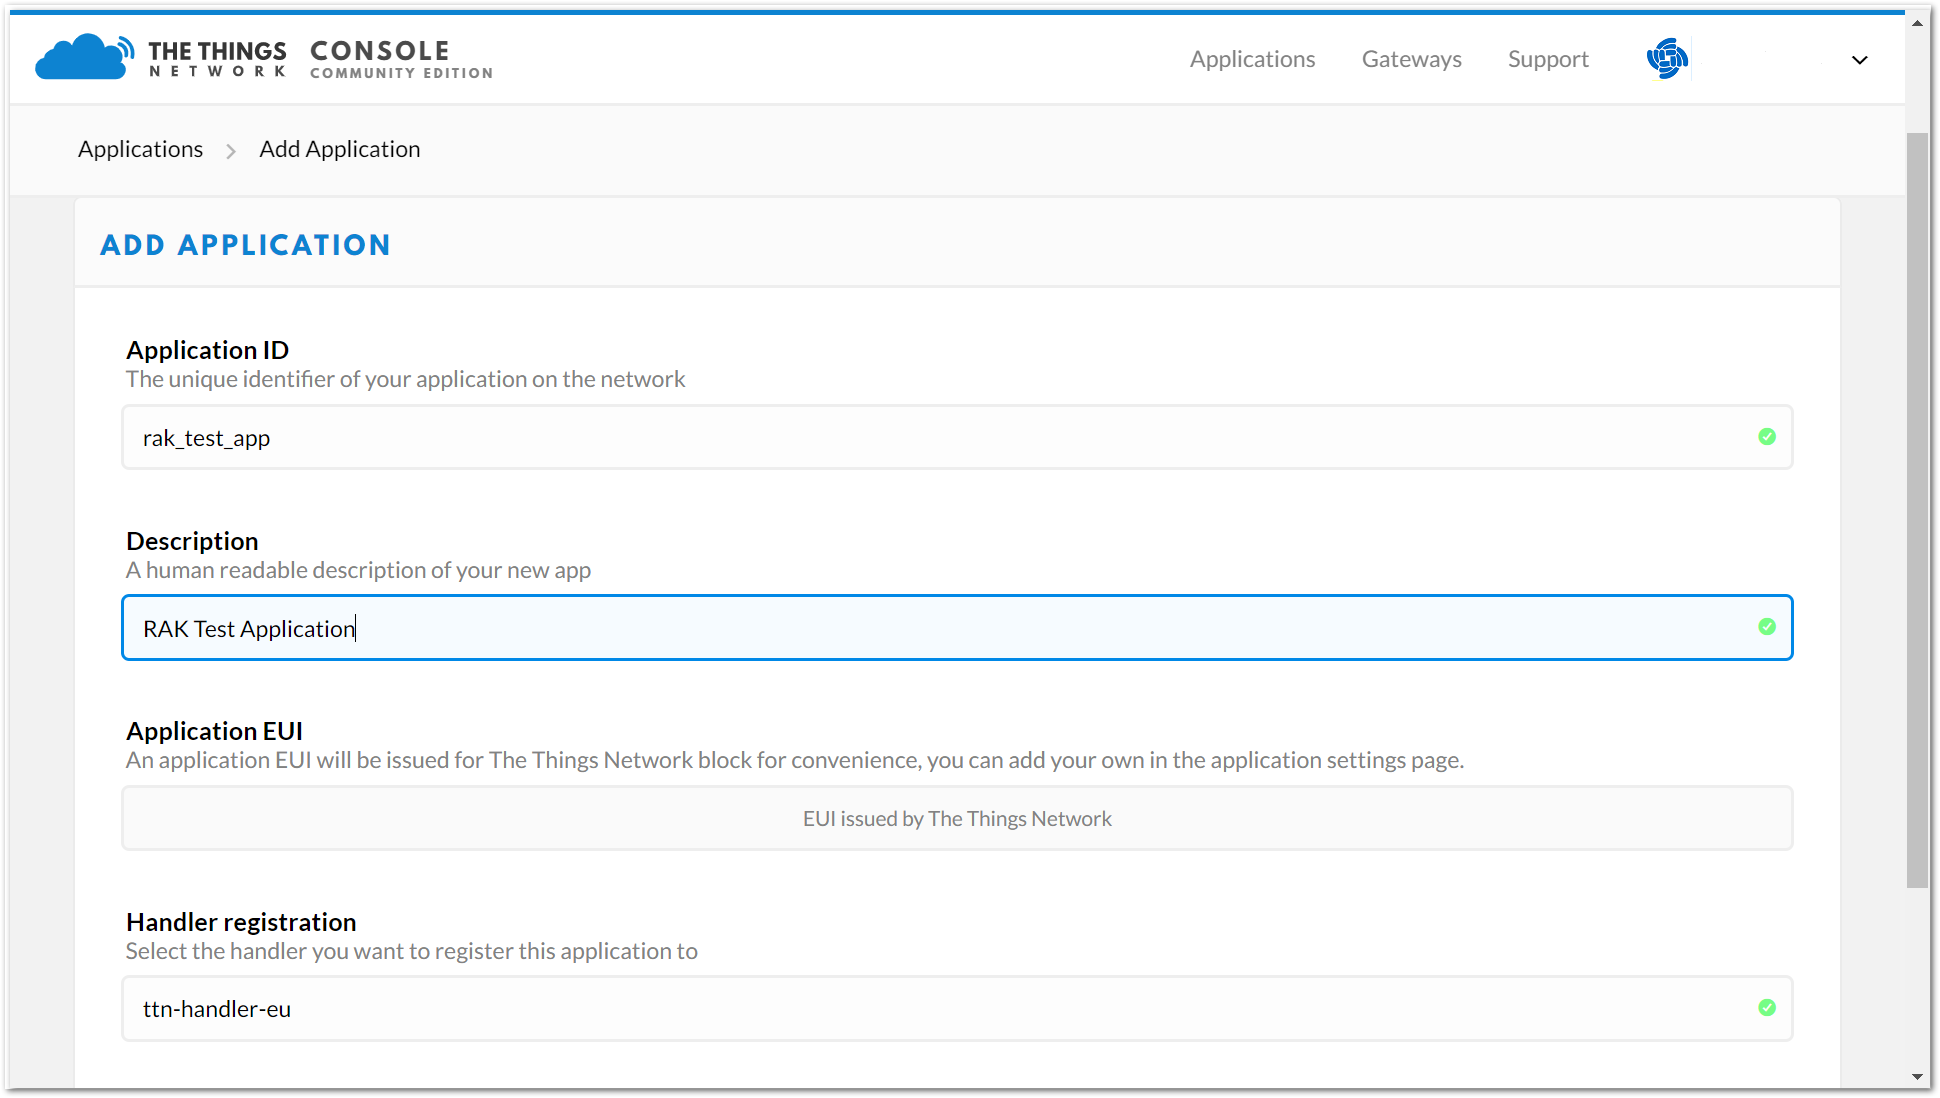 THE THINGS
NETWORK
CONSOLE
COMMUNITY EDITION
Applications
Gateways
Support
Applications
Add Application
ADD APPLICATION
Application ID
The unique identifier of your application on the network
rak_test_app
Description
A human readable description of your new app
RAK Test Application
Application EUI
An application EUI will be issued for The Things Network block for convenience, you can add your own in the application settings page.
EUI issued by The Things Network
Handler registration
Select the handler you want to register this application to
ttn-handler-eu